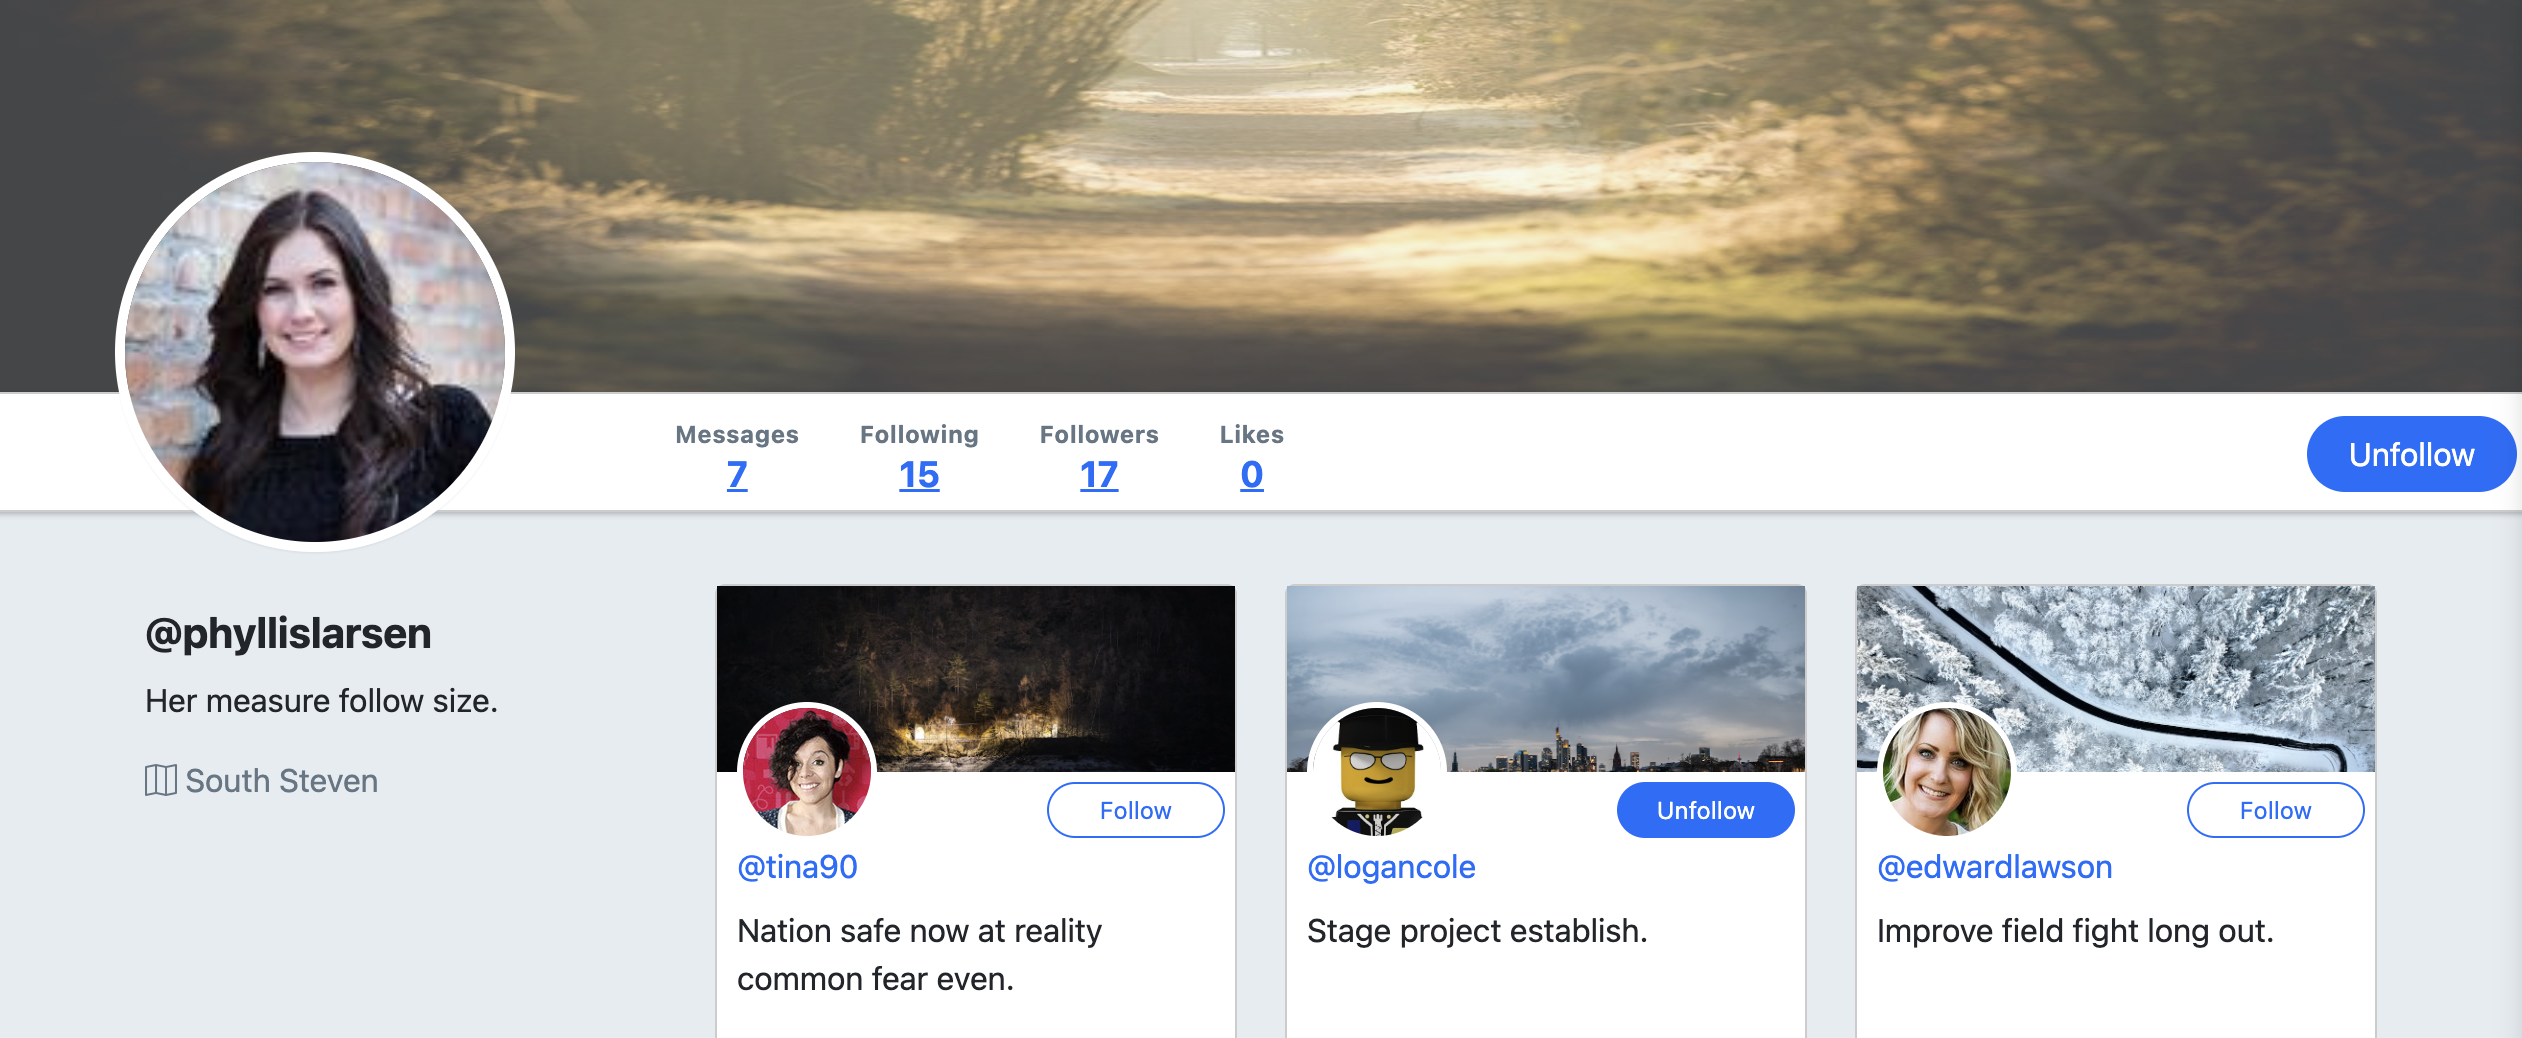 Messages
7
Following
15
Followers
17
Likes
0
Unfollow
@phyllislarsen
Her measure follow size.
South Steven
Follow
@tina90
Nation safe now at reality
common fear even.
Unfollow
@logancole
Stage project establish.
Follow
@edwardlawson
Improve field fight long out.